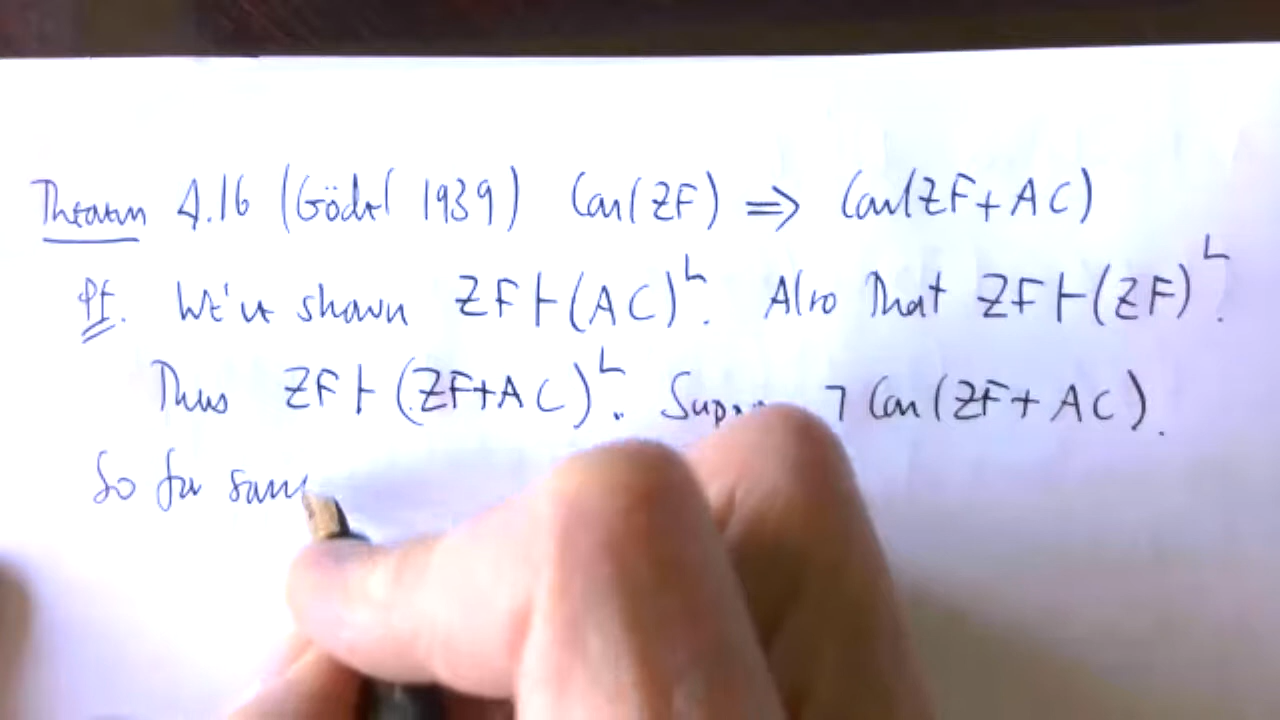 Theorem 4.16 (Gödel 1939) Con(ZF) ⇒ Con(ZF+AC)
Pf. We've shown ZF⊢(AC)^L. Also that ZF⊢(ZF)^L.
Thus ZF⊢(ZF+AC)^L. ¬Con(ZF+AC).
So for some